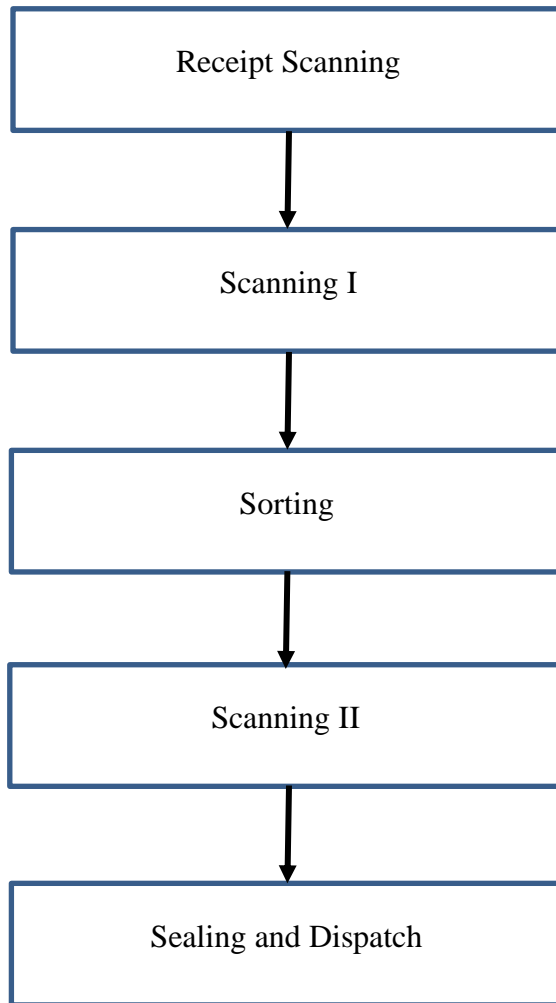 Receipt Scanning
Scanning I
Sorting
Scanning II
Sealing and Dispatch